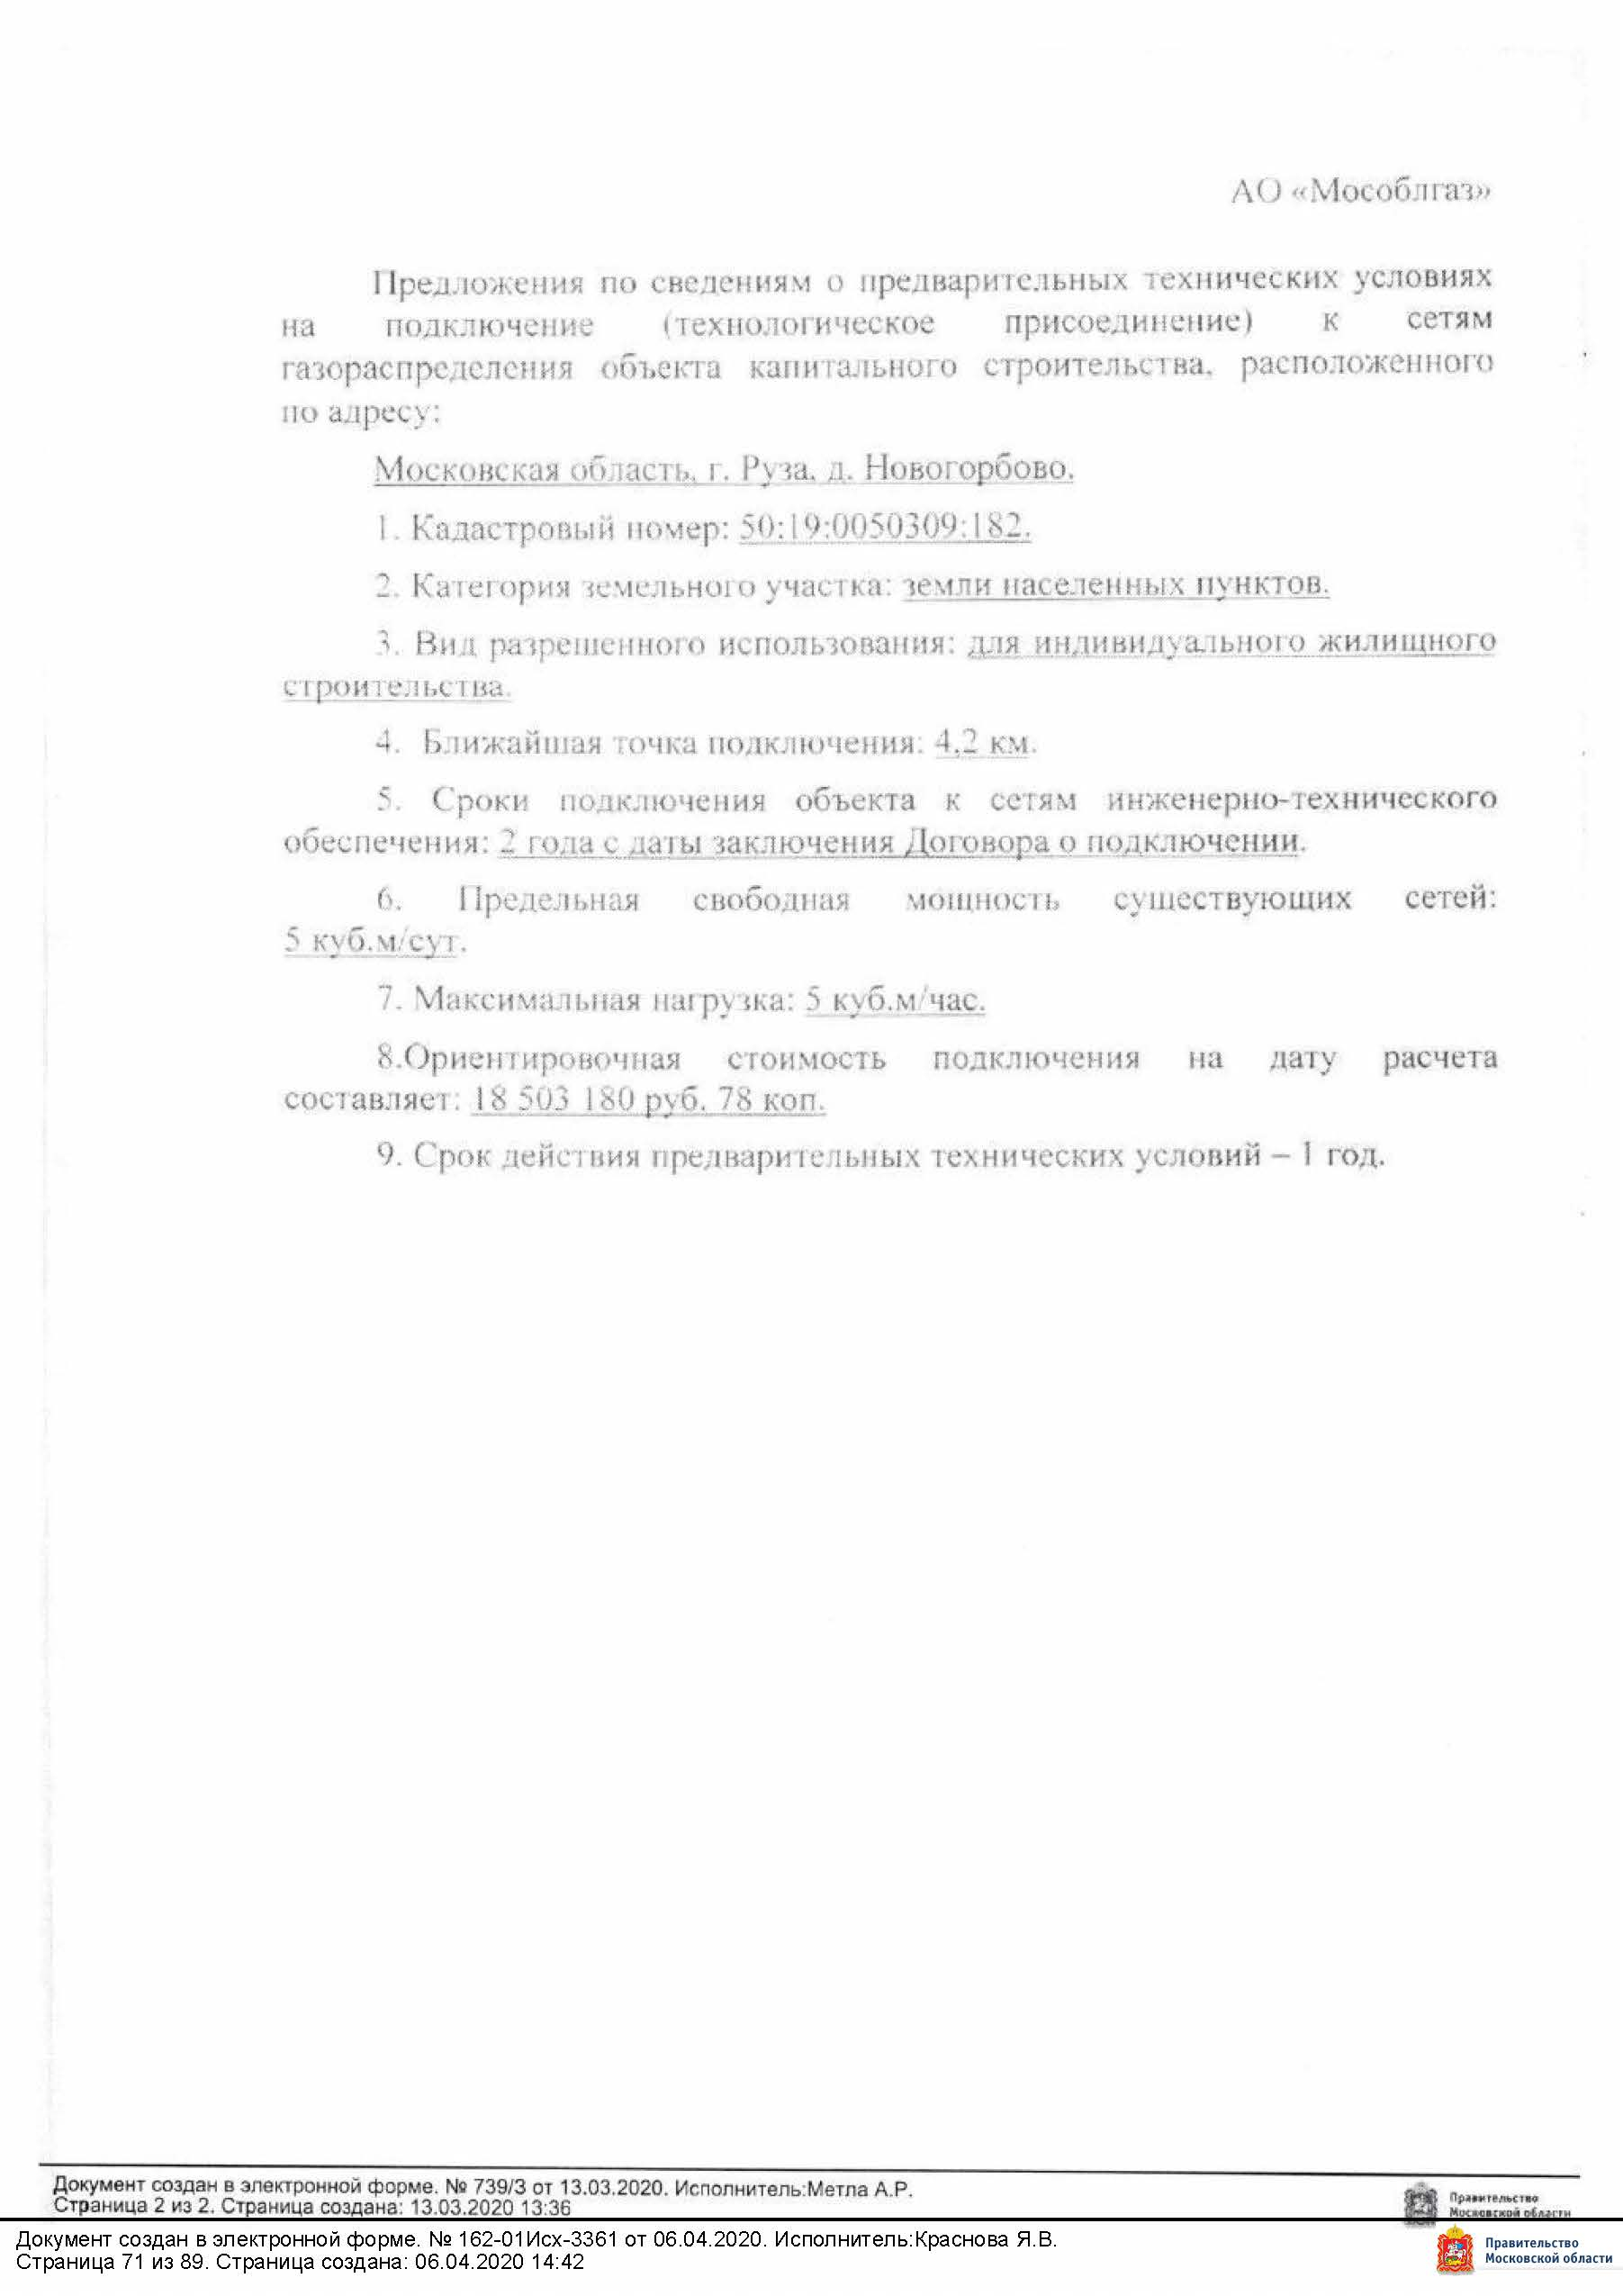 АО «Мособлгаз»
Предложения по сведениям о предварительных технических условиях
на подключение (технологическое присоединение) к сетям
газораспределения объекта капитального строительства, расположенного
по адресу:
Московская область, г. Руза, д. Новогорбово.
1. Кадастровый номер: 50:19:0050309:182.
2. Категория земельного участка: земли населенных пунктов.
3. Вид разрешенного использования: для индивидуального жилищного
строительства.
4. Ближайшая точка подключения: 4,2 км.
5. Сроки подключения объекта к сетям инженерно-технического
обеспечения: 2 года с даты заключения Договора о подключении.
6. Предельная свободная мощность существующих сетей:
5 куб.м/сут.
7. Максимальная нагрузка: 5 куб.м/час.
8.Ориентировочная стоимость подключения на дату расчета
составляет: 18 503 180 руб. 78 коп.
9. Срок действия предварительных технических условий – 1 год.
Документ создан в электронной форме. № 739/3 от 13.03.2020. Исполнитель:Метла А.Р.
Страница 2 из 2. Страница создана: 13.03.2020 13:36
Правительство
Московской области
Документ создан в электронной форме. № 162-01Исх-3361 от 06.04.2020. Исполнитель:Краснова Я.В.
Страница 71 из 89. Страница создана: 06.04.2020 14:42
Правительство
Московской области